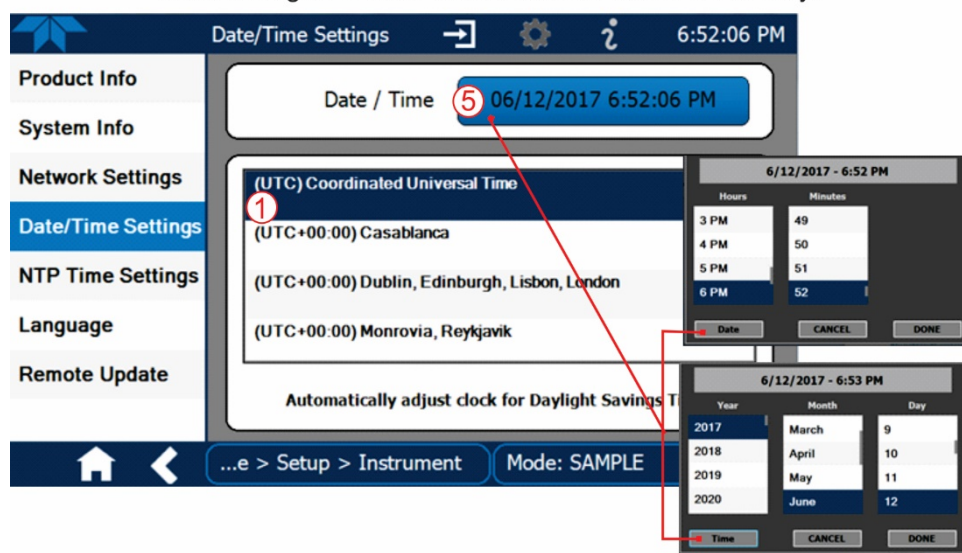 Date/Time Settings 6:52:06 PM
Product Info
System Info
Network Settings
Date/Time Settings
NTP Time Settings
Language
Remote Update
Date / Time 5 06/12/2017 6:52:06 PM
(UTC) Coordinated Universal Time
1
(UTC+00:00) Casablanca
(UTC+00:00) Dublin, Edinburgh, Lisbon, London
(UTC+00:00) Monrovia, Reykjavik
Automatically adjust clock for Daylight Savings
...e > Setup > Instrument Mode: SAMPLE
6/12/2017 - 6:52 PM
Hours Minutes
3 PM 49
4 PM 50
5 PM 51
6 PM 52
Date CANCEL DONE
6/12/2017 - 6:53 PM
Year Month Day
2017 March 9
2018 April 10
2019 May 11
2020 June 12
Time CANCEL DONE